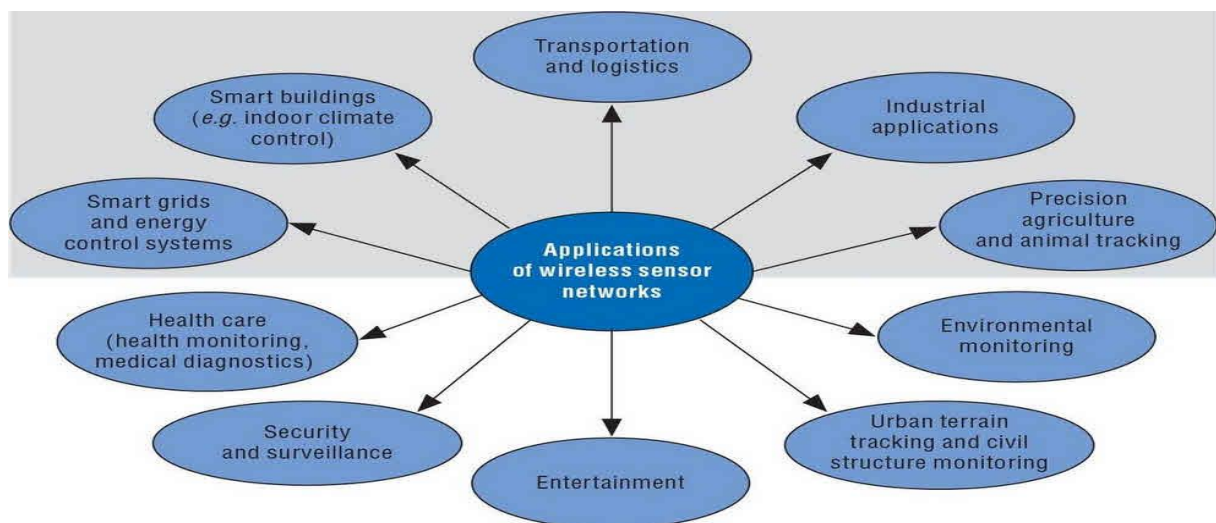 Transportation
and logistics
Smart buildings
(e.g. indoor climate
control)
Industrial
applications
Smart grids
and energy
control systems
Precision
agriculture
and animal tracking
Applications
of wireless sensor
networks
Health care
(health monitoring,
medical diagnostics)
Environmental
monitoring
Security
and surveillance
Urban terrain
tracking and civil
structure monitoring
Entertainment